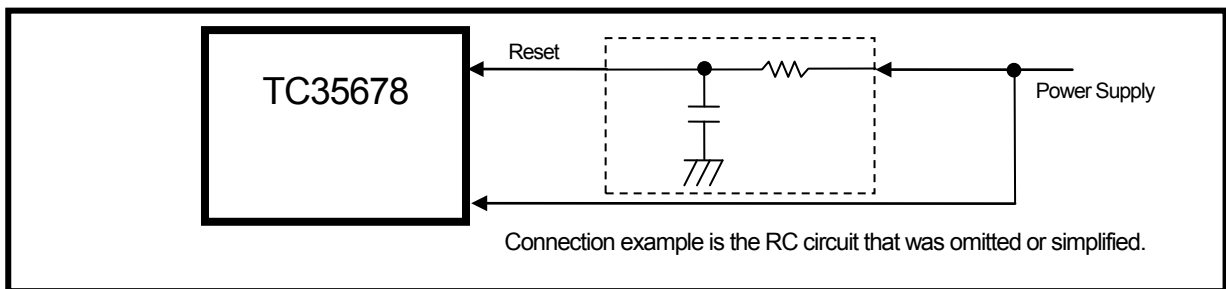 Reset
TC35678
Power Supply
Connection example is the RC circuit that was omitted or simplified.